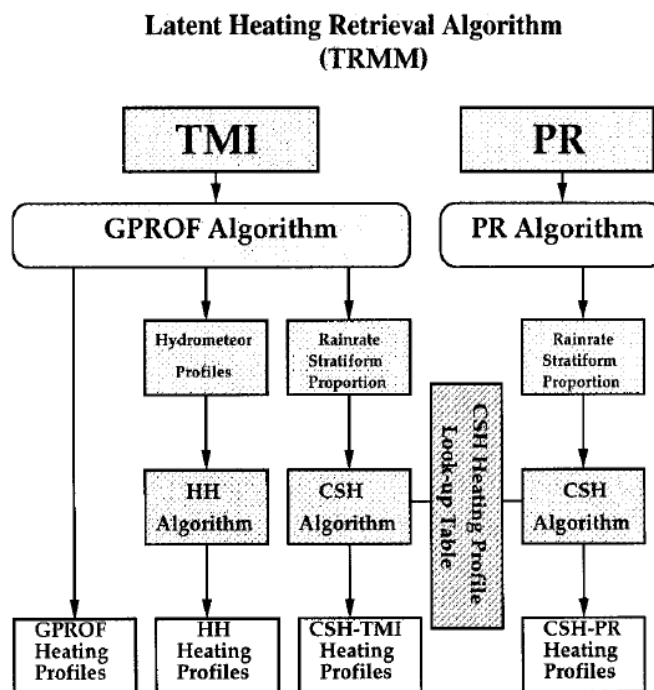 Latent Heating Retrieval Algorithm
(TRMM)
TMI
PR
GPROF Algorithm
PR Algorithm
Hydrometeor
Profiles
Rainrate
Stratiform
Proportion
Rainrate
Stratiform
Proportion
CSH Heating Profile
Look-up Table
HH
Algorithm
CSH
Algorithm
CSH
Algorithm
GPROF
Heating
Profiles
HH
Heating
Profiles
CSH-TMI
Heating
Profiles
CSH-PR
Heating
Profiles